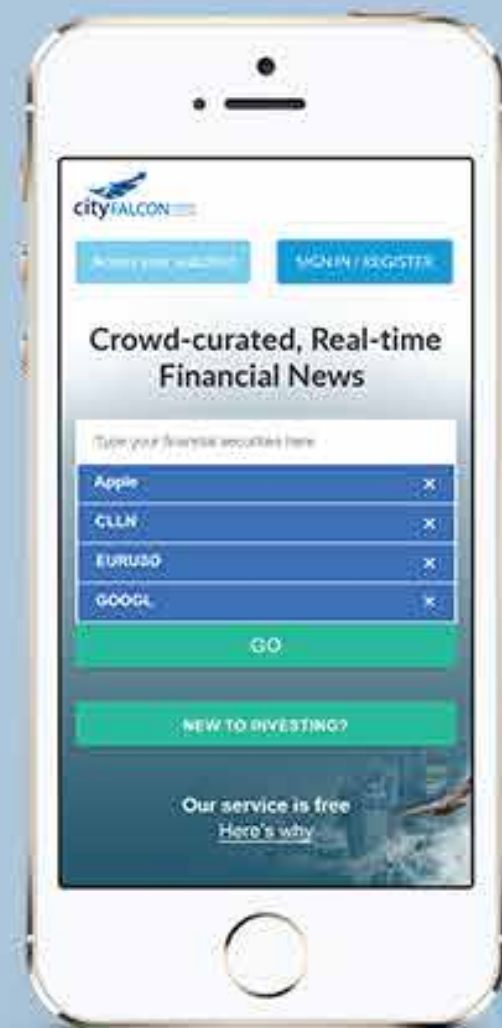 cityFALCON
SIGN IN / REGISTER
Crowd-curated, Real-time
Financial News
Type your financial securities here
Apple ×
CLLN ×
EURUSD ×
GOOGL ×
GO
NEW TO INVESTING?
Our service is free
Here's why